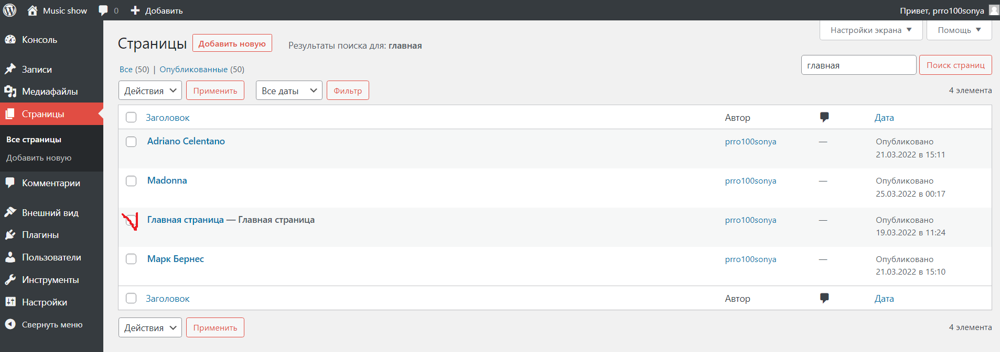 Music show 0 Добавить Привет, prro100sonya
Консоль
Записи
Медиафайлы
Страницы
Все страницы
Добавить новую
Комментарии
Внешний вид
Плагины
Пользователи
Инструменты
Настройки
Свернуть меню
Настройки экрана Помощь
Страницы Добавить новую Результаты поиска для: главная
главная Поиск страниц
Все (50) | Опубликованные (50)
Действия Применить Все даты Фильтр 4 элемента
Заголовок Автор Дата
Adriano Celentano prro100sonya — Опубликовано
21.03.2022 в 15:11
Madonna prro100sonya — Опубликовано
25.03.2022 в 00:17
Главная страница — Главная страница prro100sonya — Опубликовано
19.03.2022 в 11:24
Марк Бернес prro100sonya — Опубликовано
21.03.2022 в 15:10
Заголовок Автор Дата
Действия Применить 4 элемента